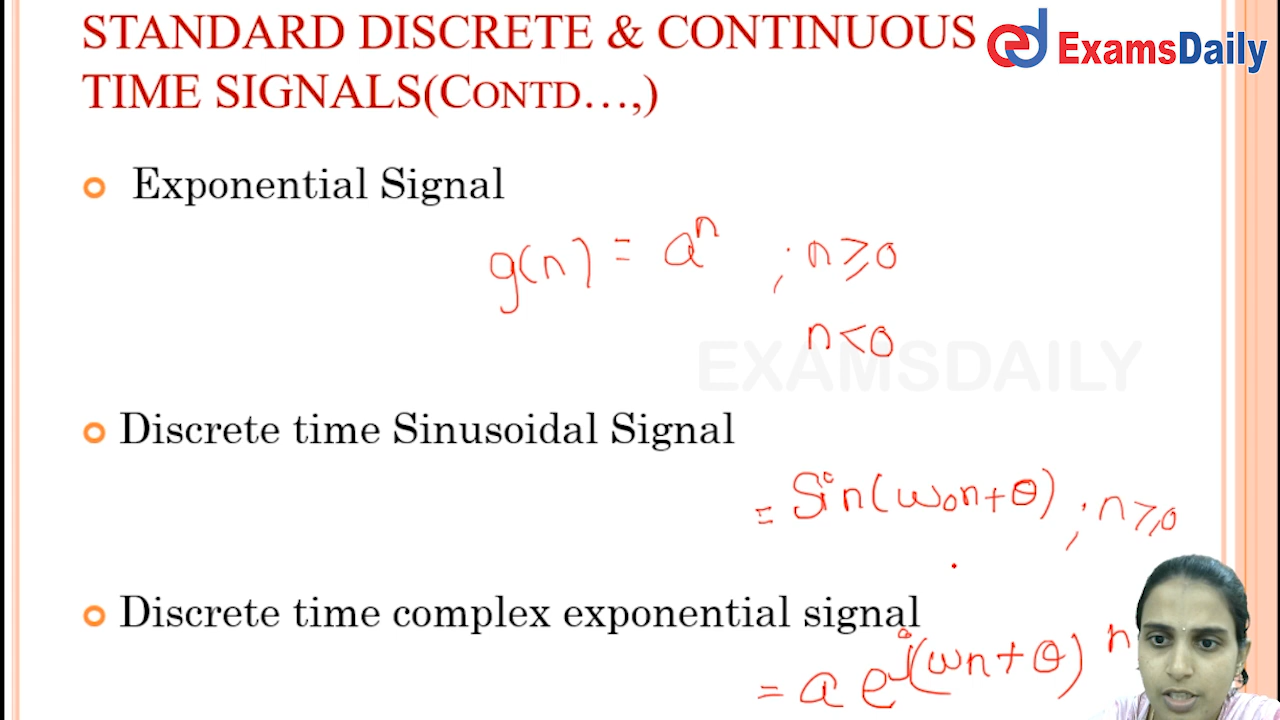 STANDARD DISCRETE & CONTINUOUS
TIME SIGNALS(CONTD...,)
ExamsDaily
Exponential Signal
g(n) = aⁿ ; n ≥ 0
n < 0
EXAMSDAILY
Discrete time Sinusoidal Signal
= Sin(ω₀n+θ) ; n ≥ 0
Discrete time complex exponential signal
= a e^j(ωn+θ) n